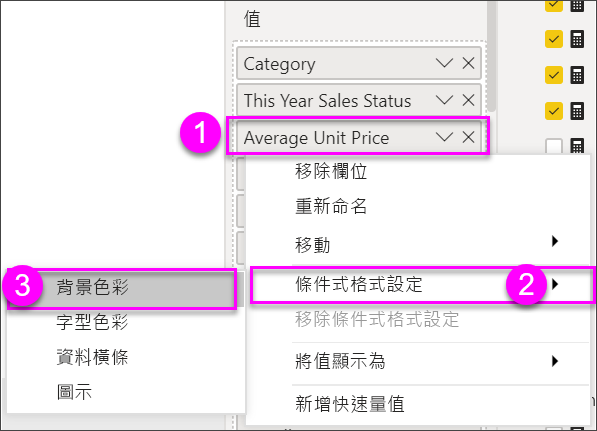 值
Category
This Year Sales Status
1
Average Unit Price
移除欄位
重新命名
移動
條件式格式設定
2
3
背景色彩
移除條件式格式設定
字型色彩
將值顯示為
資料橫條
新增快速量值
圖示